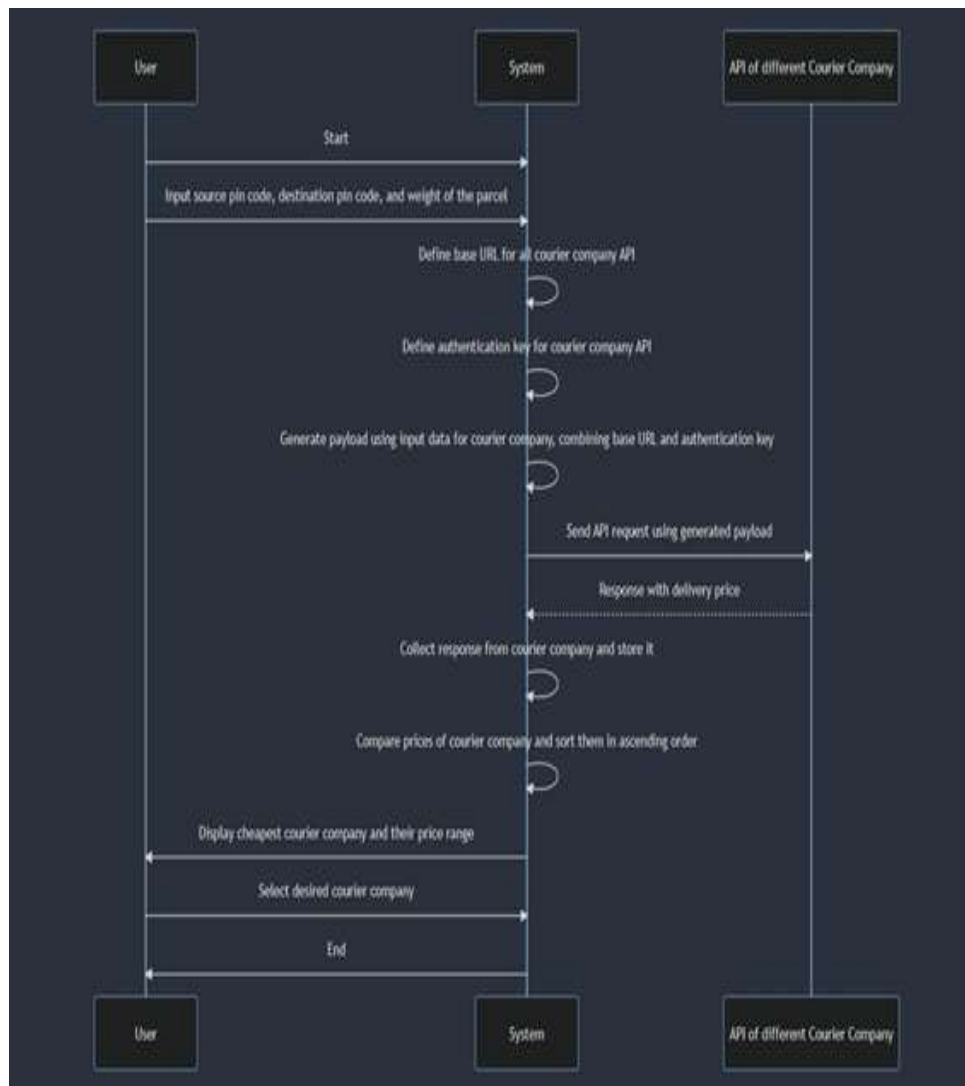 User
System
API of different Courier Company
Start
Input source pin code, destination pin code, and weight of the parcel
Define base URL for all courier company API
Define authentication key for courier company API
Generate payload using input data for courier company, combining base URL and authentication key
Send API request using generated payload
Response with delivery price
Collect response from courier company and store it
Compare prices of courier company and sort them in ascending order
Display cheapest courier company and their price range
Select desired courier company
End
User
System
API of different Courier Company